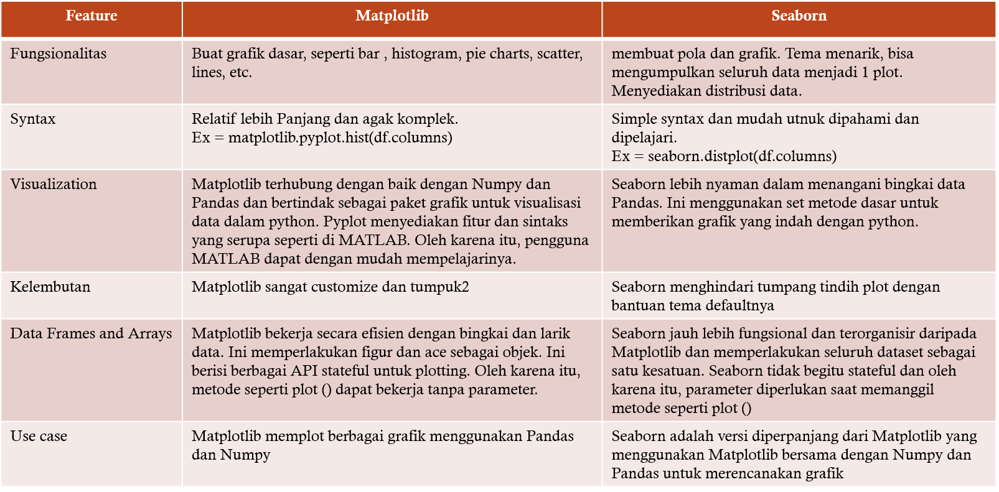 Feature
Matplotlib
Seaborn
Fungsionalitas
Buat grafik dasar, seperti bar , histogram, pie charts, scatter,
lines, etc.
membuat pola dan grafik. Tema menarik, bisa
mengumpulkan seluruh data menjadi 1 plot.
Menyediakan distribusi data.
Syntax
Relatif lebih Panjang dan agak komplek.
Ex = matplotlib.pyplot.hist(df.columns)
Simple syntax dan mudah utnuk dipahami dan
dipelajari.
Ex = seaborn.distplot(df.columns)
Visualization
Matplotlib terhubung dengan baik dengan Numpy dan
Pandas dan bertindak sebagai paket grafik untuk visualisasi
data dalam python. Pyplot menyediakan fitur dan sintaks
yang serupa seperti di MATLAB. Oleh karena itu, pengguna
MATLAB dapat dengan mudah mempelajarinya.
Seaborn lebih nyaman dalam menangani bingkai data
Pandas. Ini menggunakan set metode dasar untuk
memberikan grafik yang indah dengan python.
Kelembutan
Matplotlib sangat customize dan tumpuk2
Seaborn menghindari tumpang tindih plot dengan
bantuan tema defaultnya
Data Frames and Arrays
Matplotlib bekerja secara efisien dengan bingkai dan larik
data. Ini memperlakukan figur dan ace sebagai objek. Ini
berisi berbagai API stateful untuk plotting. Oleh karena itu,
metode seperti plot () dapat bekerja tanpa parameter.
Seaborn jauh lebih fungsional dan terorganisir daripada
Matplotlib dan memperlakukan seluruh dataset sebagai
satu kesatuan. Seaborn tidak begitu stateful dan oleh
karena itu, parameter diperlukan saat memanggil
metode seperti plot ()
Use case
Matplotlib memplot berbagai grafik menggunakan Pandas
dan Numpy
Seaborn adalah versi diperpanjang dari Matplotlib yang
menggunakan Matplotlib bersama dengan Numpy dan
Pandas untuk merencanakan grafik